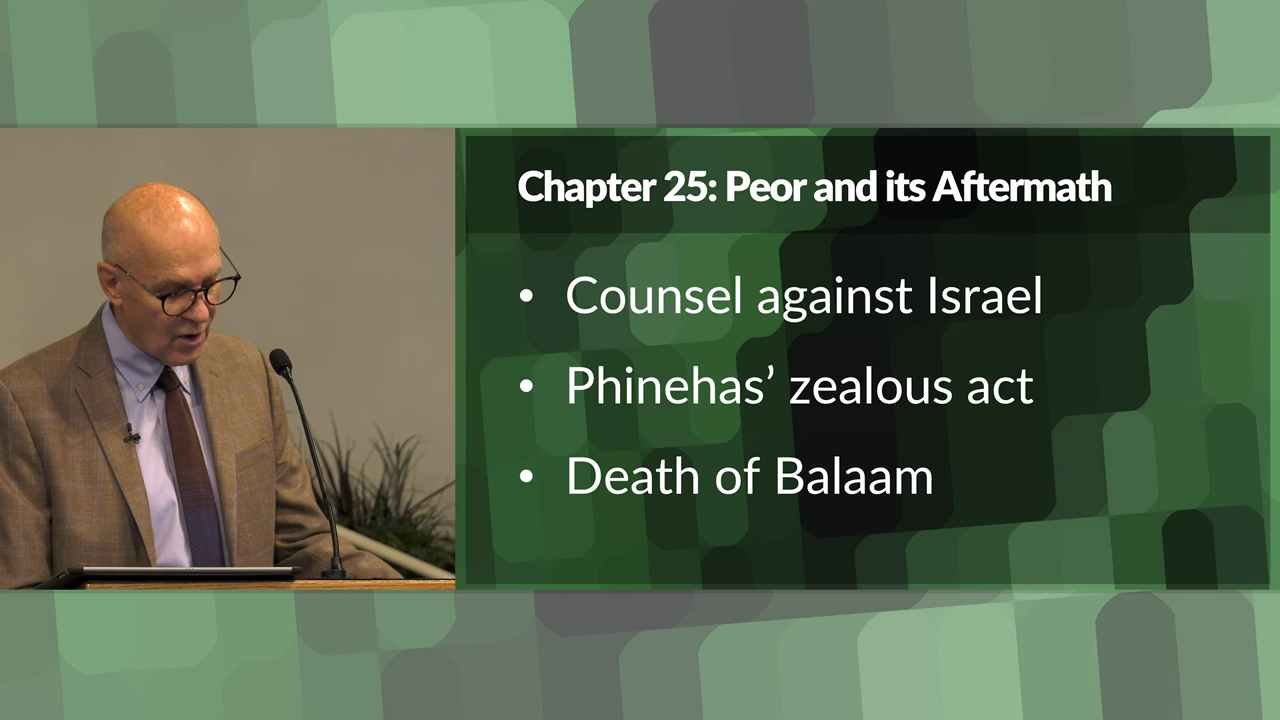 Chapter 25: Peor and its Aftermath
• Counsel against Israel
• Phinehas’ zealous act
• Death of Balaam